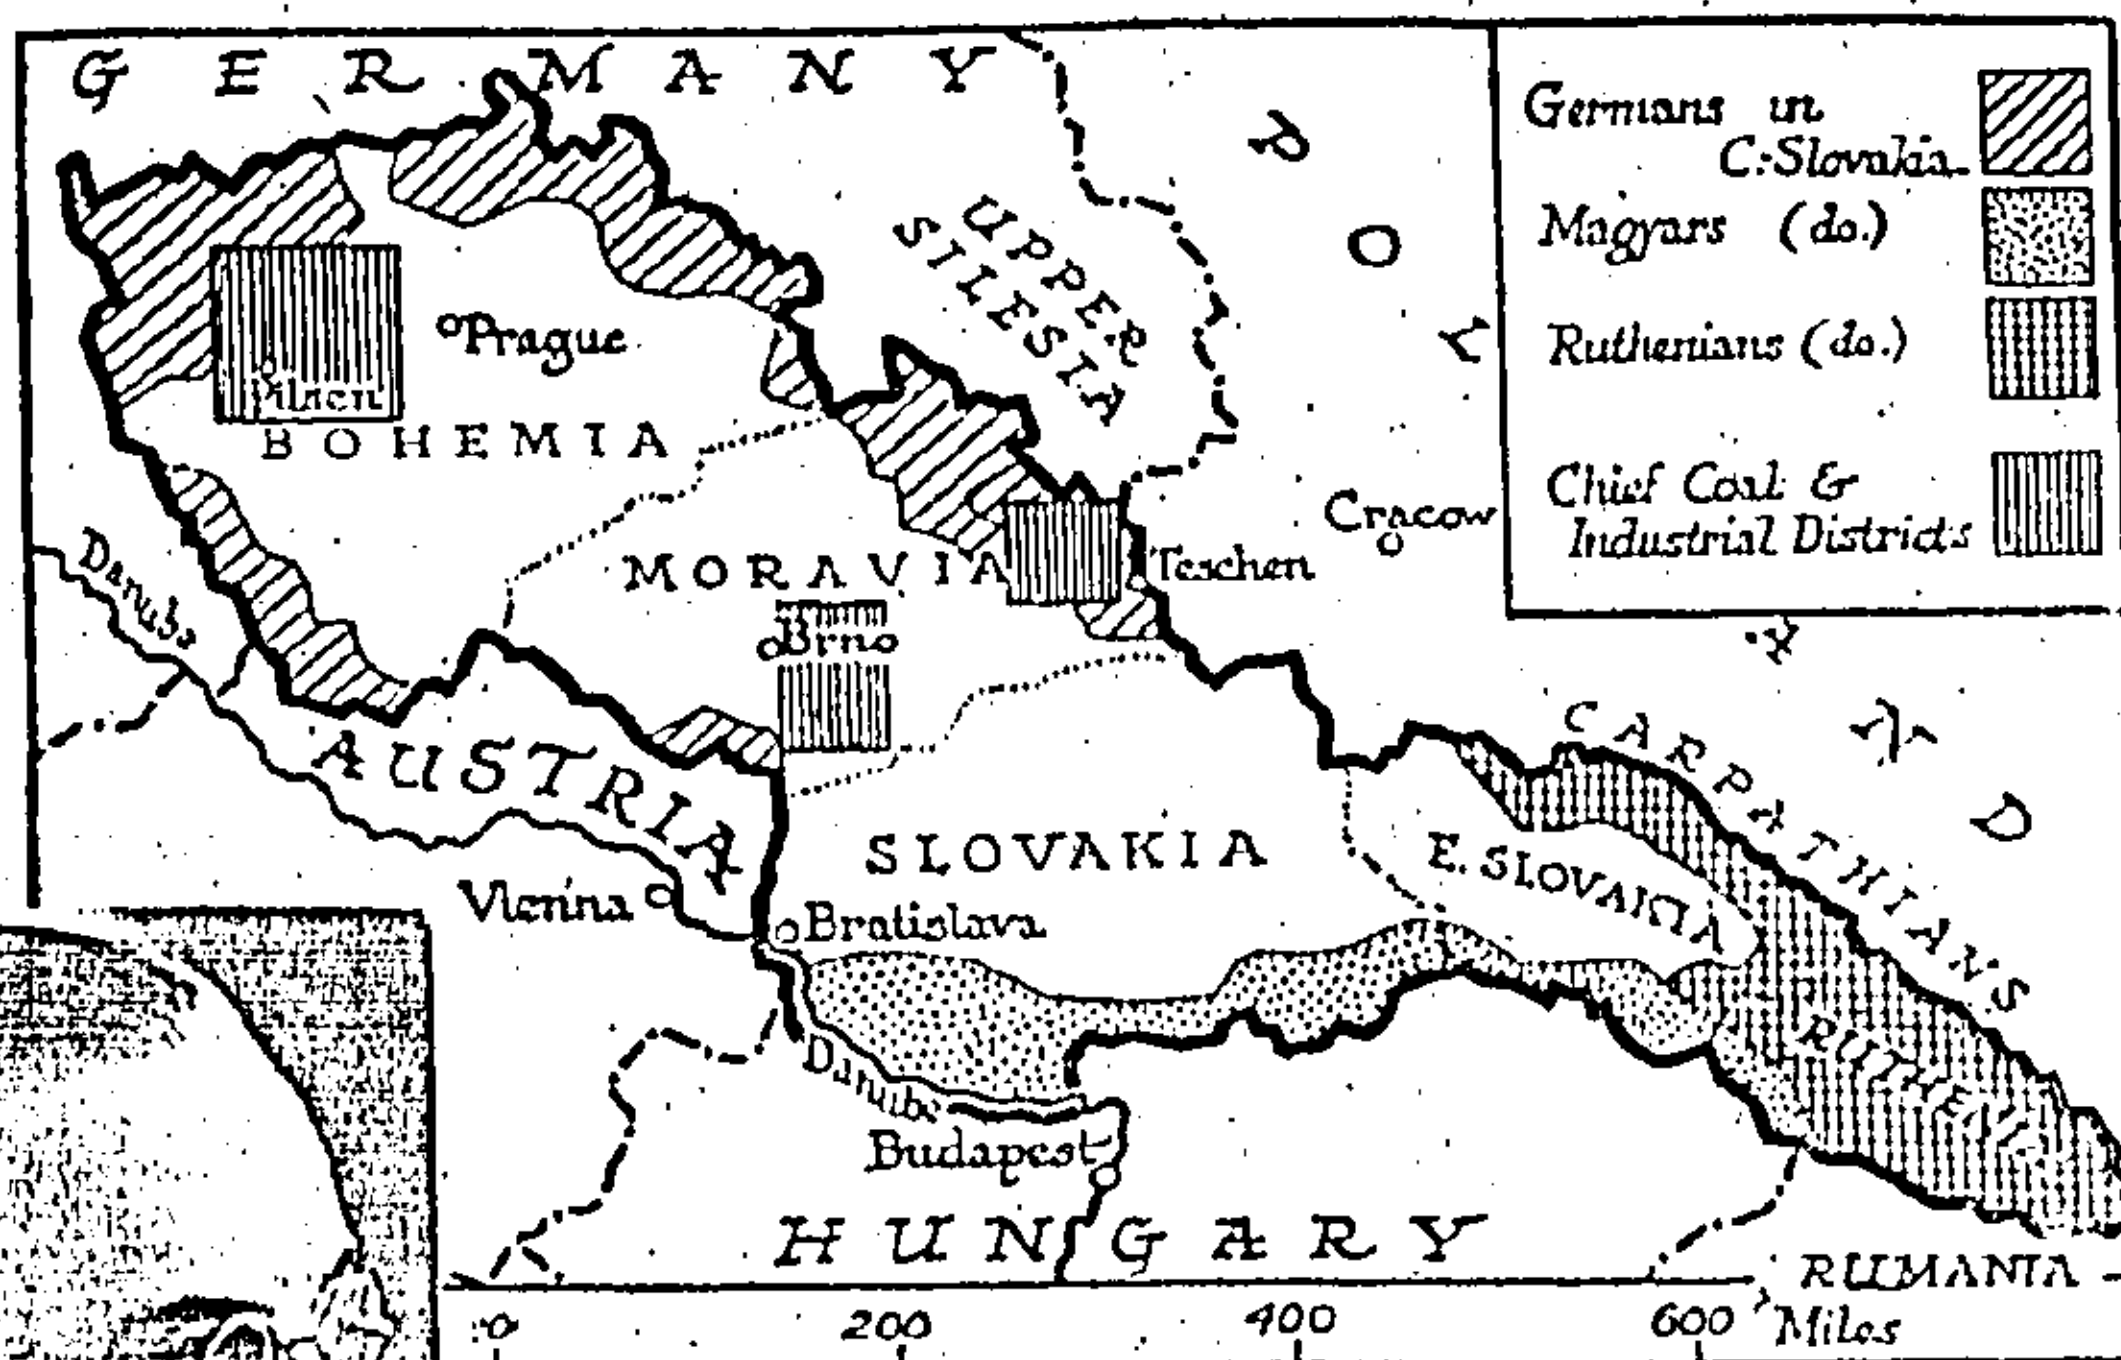 GERMANY
POLAND
UPPER
SILESIA
Germans in
C:Slovakia
Magyars (do.)
Ruthenians (do.)
Chief Coal &
Industrial Districts
Prague
Pilsen
BOHEMIA
Cracow
Teschen
MORAVIA
Brno
Danube
AUSTRIA
CARPATHIANS
SLOVAKIA
E. SLOVAKIA
Vienna
Bratislava
RUTHENIA
Danube
Budapest
HUNGARY
RUMANIA
0 200 400 600 Miles